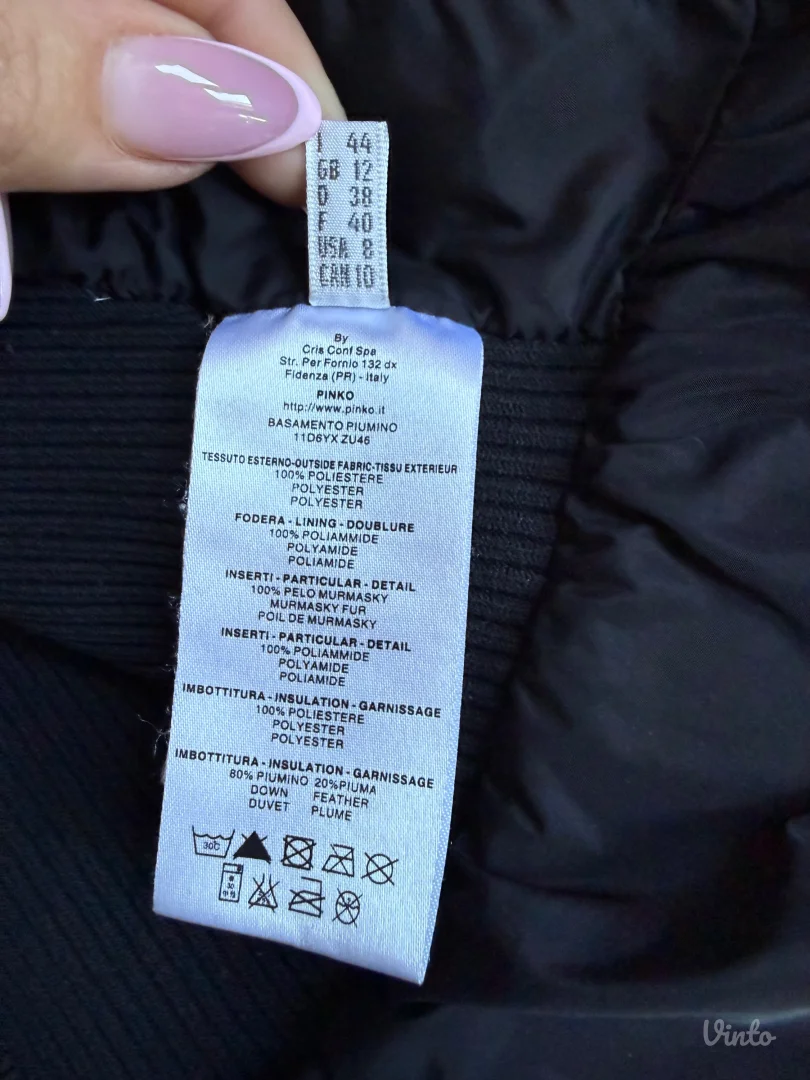 I 44
GB 12
D 38
F 40
USA 8
CAN 10
By
Cris Conf Spa
Str. Per Fornio 132 dx
Fidenza (PR) - Italy
PINKO
http://www.pinko.it
BASAMENTO PIUMINO
11D6YX ZU46
TESSUTO ESTERNO-OUTSIDE FABRIC-TISSU EXTERIEUR
100% POLIESTERE
POLYESTER
POLYESTER
FODERA - LINING - DOUBLURE
100% POLIAMMIDE
POLYAMIDE
POLIAMIDE
INSERTI - PARTICULAR - DETAIL
100% PELO MURMASKY
MURMASKY FUR
POIL DE MURMASKY
INSERTI - PARTICULAR - DETAIL
100% POLIAMMIDE
POLYAMIDE
POLIAMIDE
IMBOTTITURA - INSULATION - GARNISSAGE
100% POLIESTERE
POLYESTER
POLYESTER
IMBOTTITURA - INSULATION - GARNISSAGE
80% PIUMINO 20%PIUMA
DOWN FEATHER
DUVET PLUME
30C
Vinto